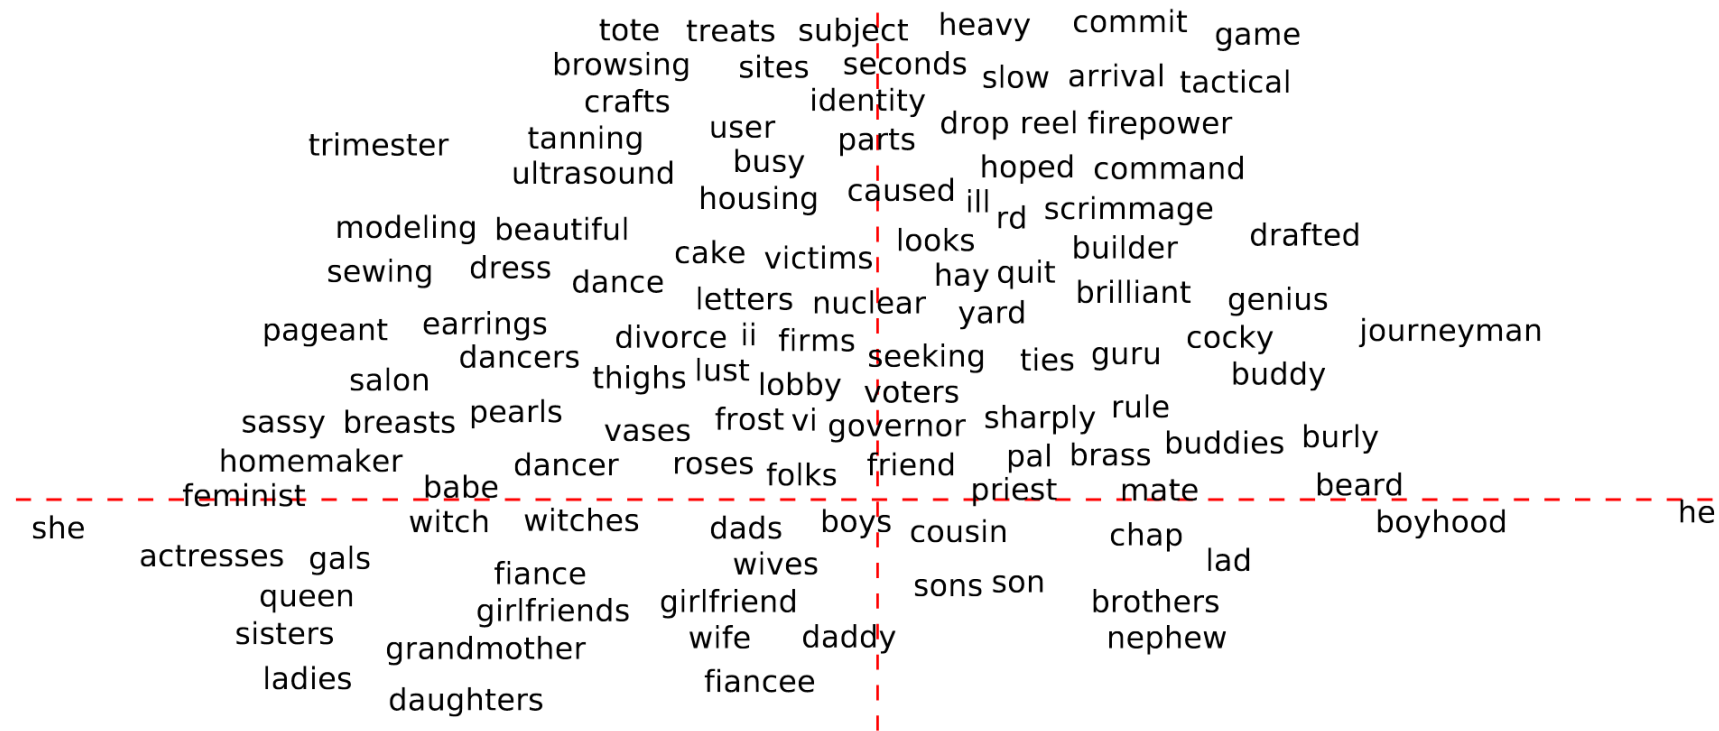 tote treats subject heavy commit game
browsing sites seconds slow arrival tactical
crafts identity
trimester tanning user parts drop reel firepower
ultrasound busy hoped command
housing caused ill rd scrimmage
modeling beautiful looks builder drafted
sewing dress dance cake victims hay quit
letters nuclear yard brilliant genius
pageant earrings divorce ii firms cocky journeyman
dancers seeking ties guru
salon thighs lust lobby voters buddy
sassy breasts pearls vases frost vi governor sharply rule
homemaker dancer roses folks friend pal brass buddies burly
feminist babe priest mate beard
she witch witches dads boys cousin chap boyhood he
actresses gals fiance wives lad
queen girlfriends girlfriend sons son brothers
sisters grandmother wife daddy nephew
ladies daughters fiancee